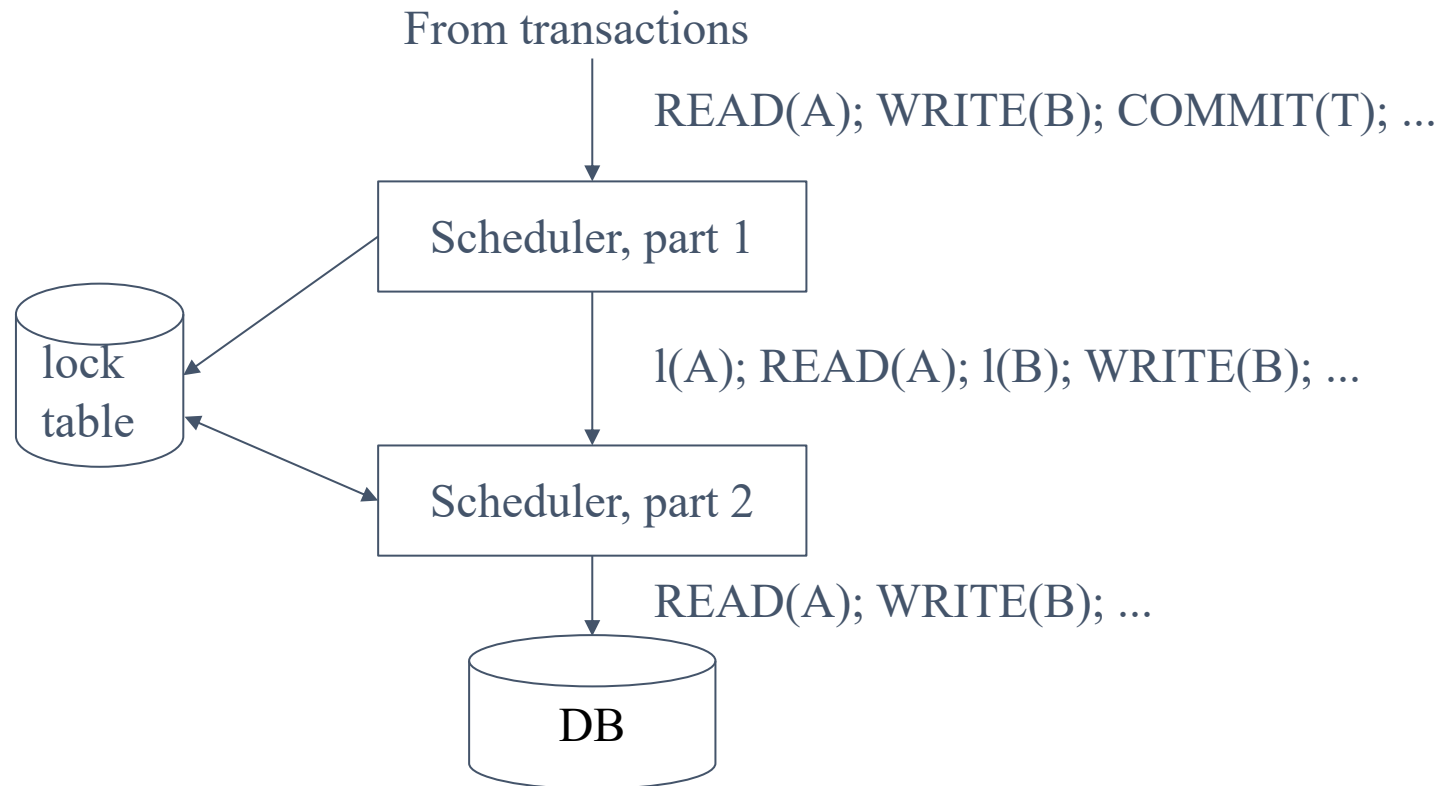 From transactions
READ(A); WRITE(B); COMMIT(T); ...
Scheduler, part 1
l(A); READ(A); l(B); WRITE(B); ...
lock
table
Scheduler, part 2
READ(A); WRITE(B); ...
DB